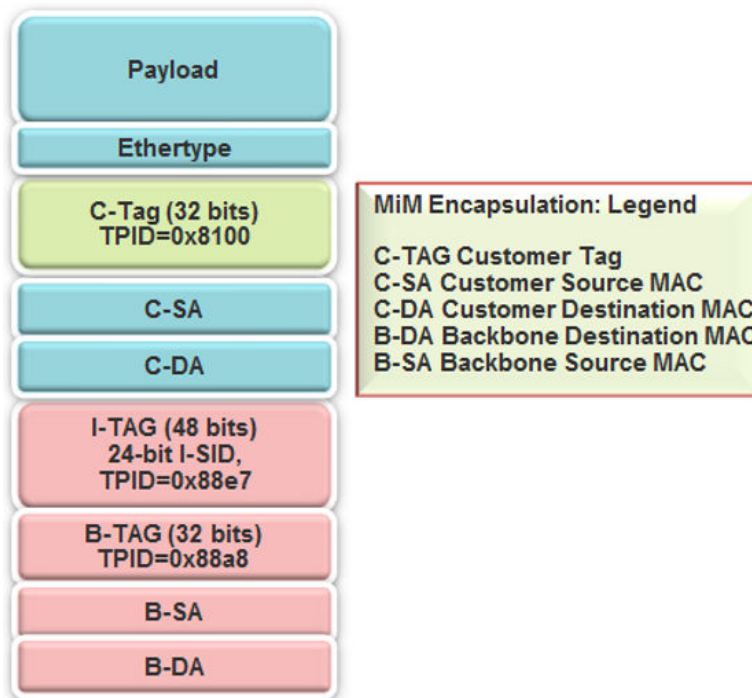 Payload
Ethertype
C-Tag (32 bits)
TPID=0x8100
C-SA
C-DA
I-TAG (48 bits)
24-bit I-SID,
TPID=0x88e7
B-TAG (32 bits)
TPID=0x88a8
B-SA
B-DA
MiM Encapsulation: Legend
C-TAG Customer Tag
C-SA Customer Source MAC
C-DA Customer Destination MAC
B-DA Backbone Destination MAC
B-SA Backbone Source MAC